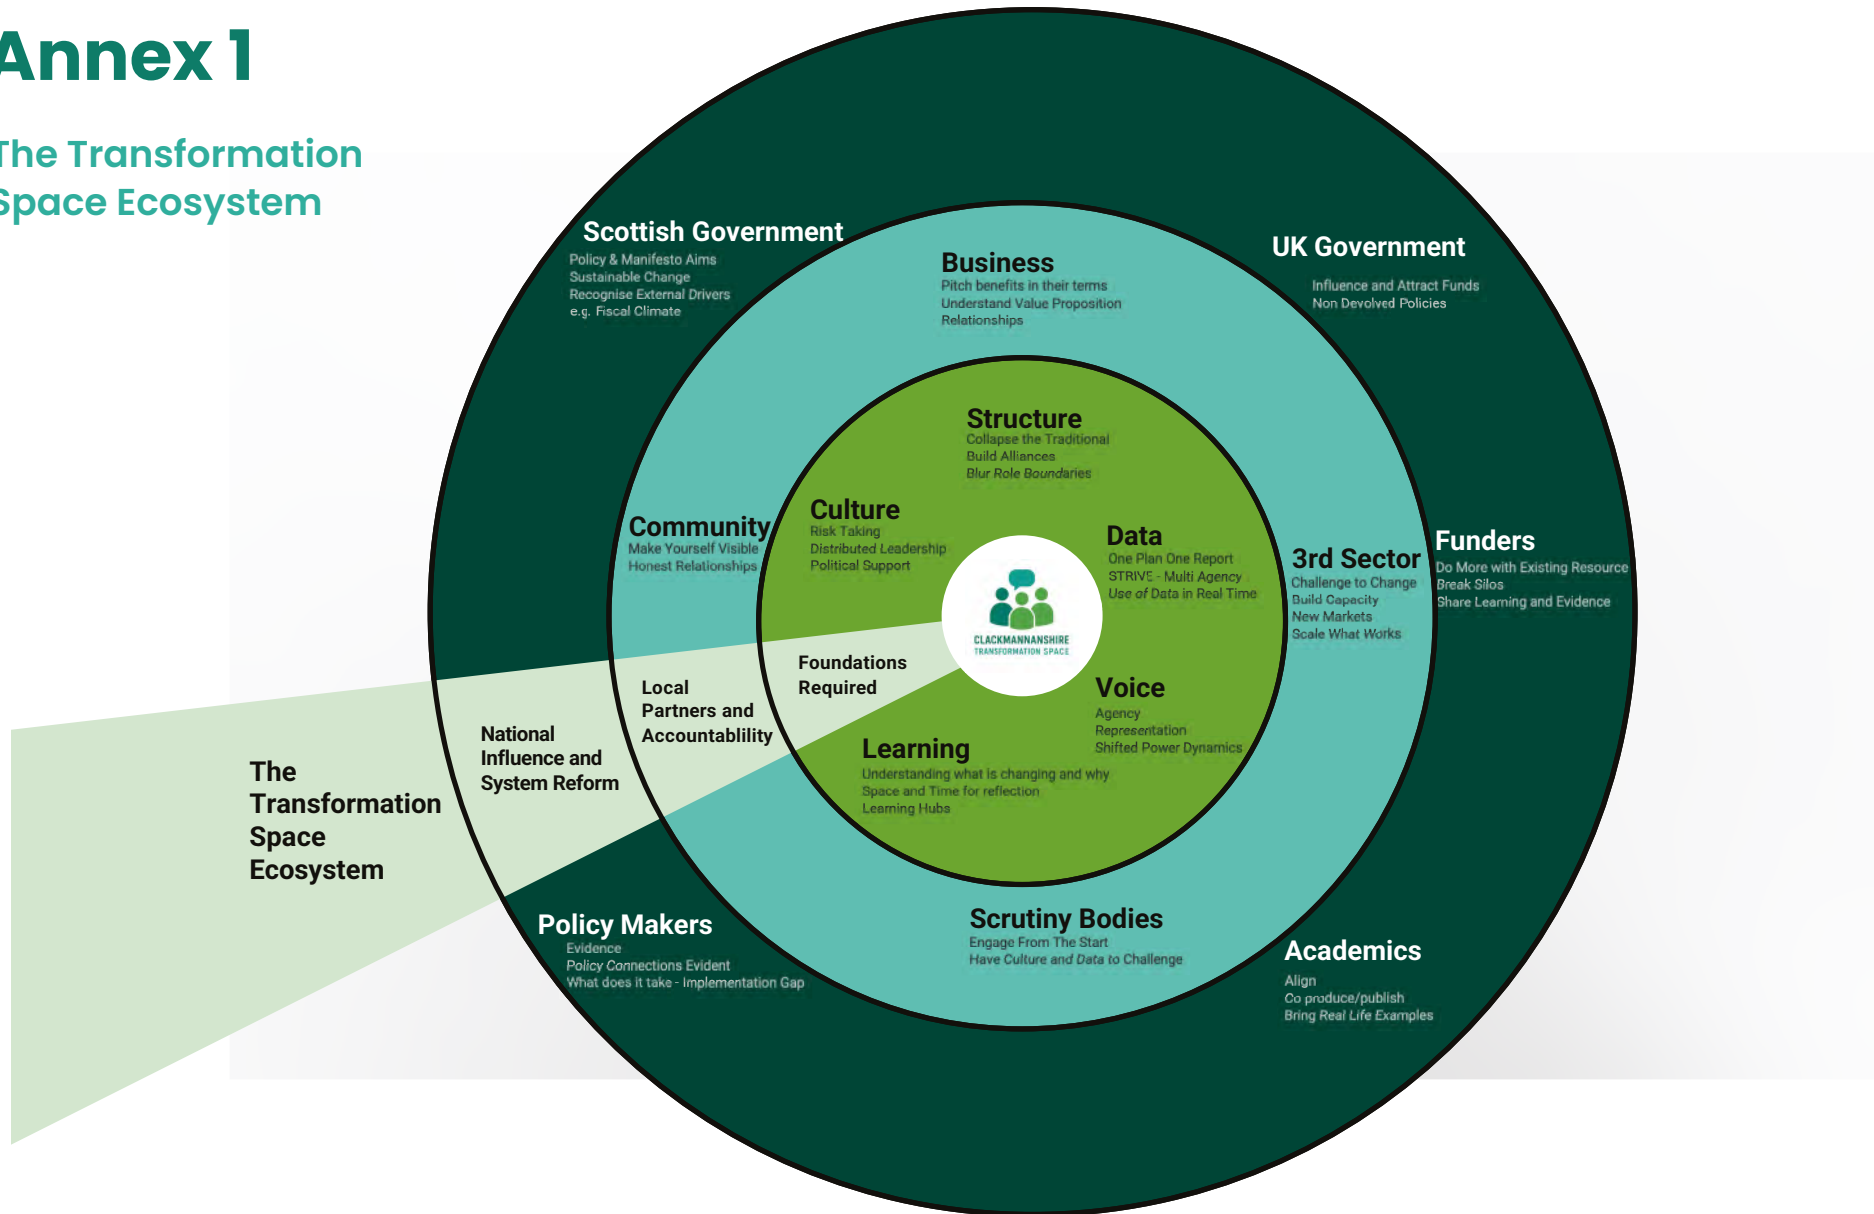 Annex 1
The Transformation
Space Ecosystem
Scottish Government
Policy & Manifesto Aims
Sustainable Change
Recognise External Drivers
e.g. Fiscal Climate
UK Government
Influence and Attract Funds
Non Devolved Policies
Business
Pitch benefits in their terms
Understand Value Proposition
Relationships
Structure
Collapse the Traditional
Build Alliances
Blur Role Boundaries
Culture
Risk Taking
Distributed Leadership
Political Support
Community
Make Yourself Visible
Honest Relationships
Data
One Plan One Report
STRIVE - Multi Agency
Use of Data in Real Time
3rd Sector
Challenge to Change
Build Capacity
New Markets
Scale What Works
Funders
Do More with Existing Resource
Break Silos
Share Learning and Evidence
CLACKMANNANSHIRE
TRANSFORMATION SPACE
Foundations
Required
Local
Partners and
Accountablility
National
Influence and
System Reform
The
Transformation
Space
Ecosystem
Voice
Agency
Representation
Shifted Power Dynamics
Learning
Understanding what is changing and why
Space and Time for reflection
Learning Hubs
Policy Makers
Evidence
Policy Connections Evident
What does it take - Implementation Gap
Scrutiny Bodies
Engage From The Start
Have Culture and Data to Challenge
Academics
Align
Co produce/publish
Bring Real Life Examples